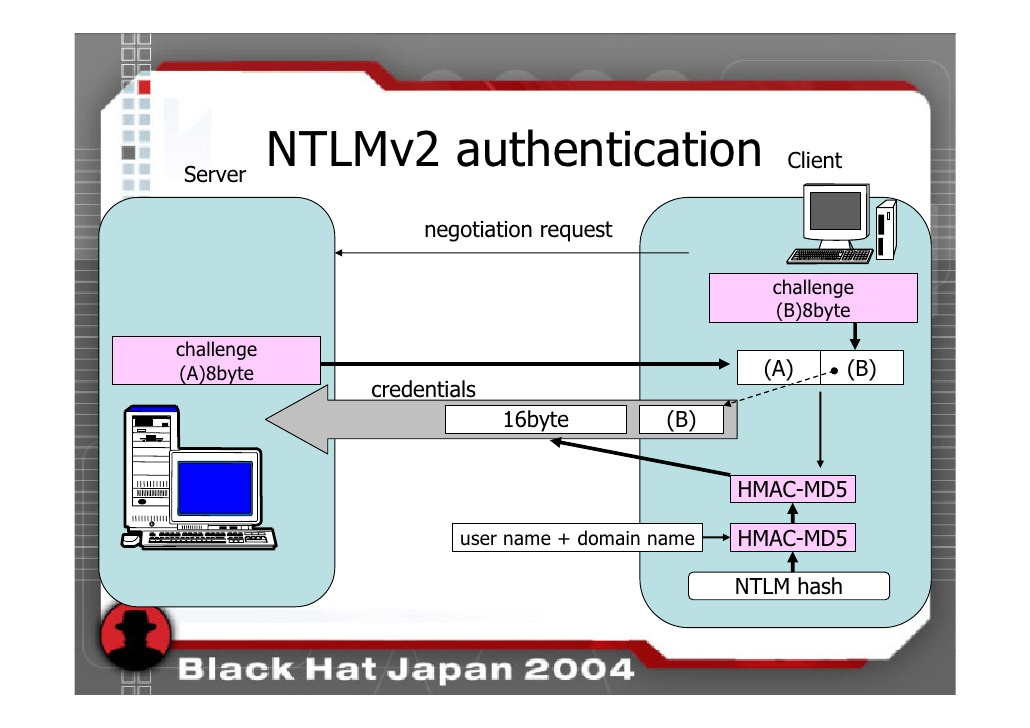 NTLMv2 authentication
Server
Client
negotiation request
challenge
(B)8byte
challenge
(A)8byte
(A)
(B)
credentials
16byte
(B)
HMAC-MD5
user name + domain name
HMAC-MD5
NTLM hash
Black Hat Japan 2004